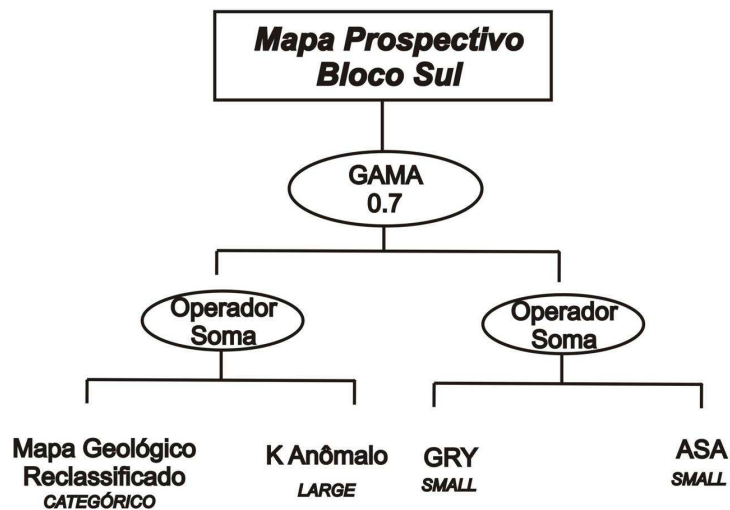 Mapa Prospectivo
Bloco Sul
GAMA
0.7
Operador
Soma
Operador
Soma
Mapa Geológico
Reclassificado
CATEGÓRICO
K Anômalo
LARGE
GRY
SMALL
ASA
SMALL